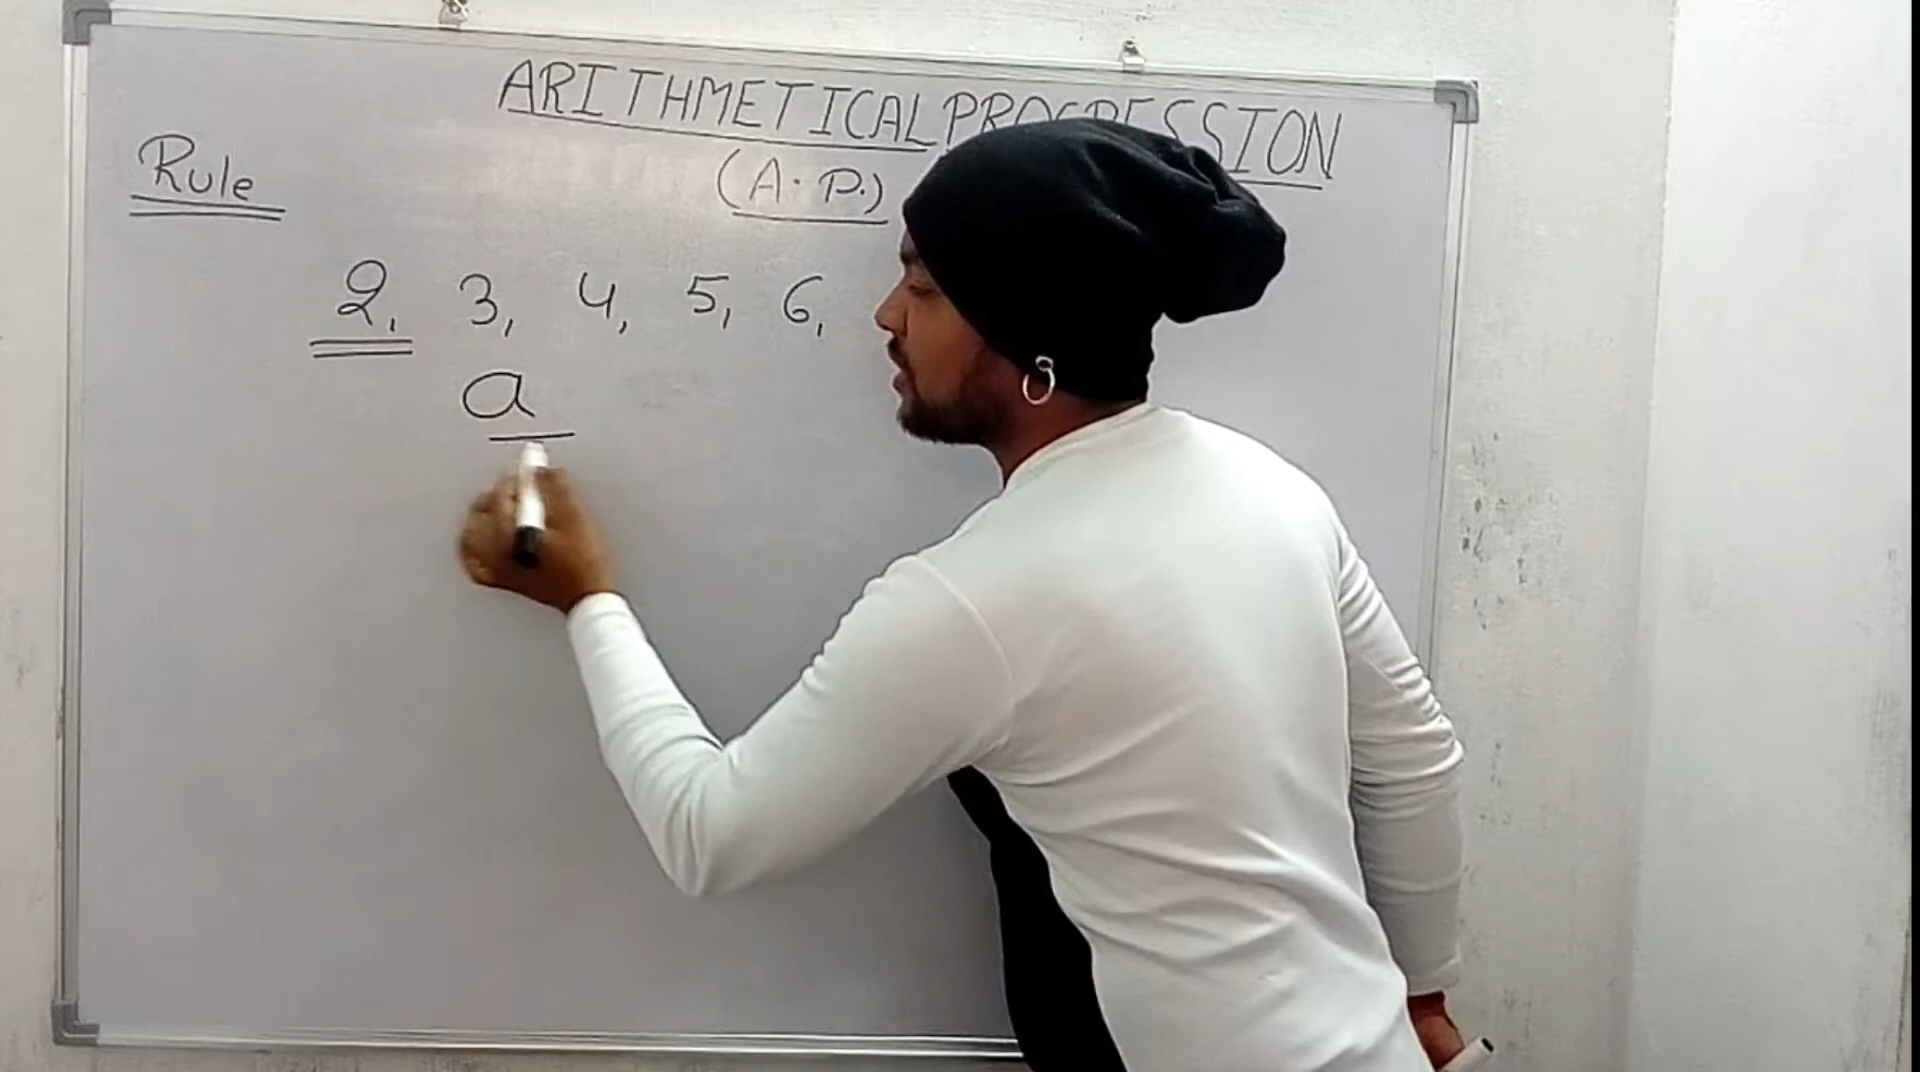 ARITHMETICAL PROGRESSION
(A.P.)
Rule
2, 3, 4, 5, 6,
a